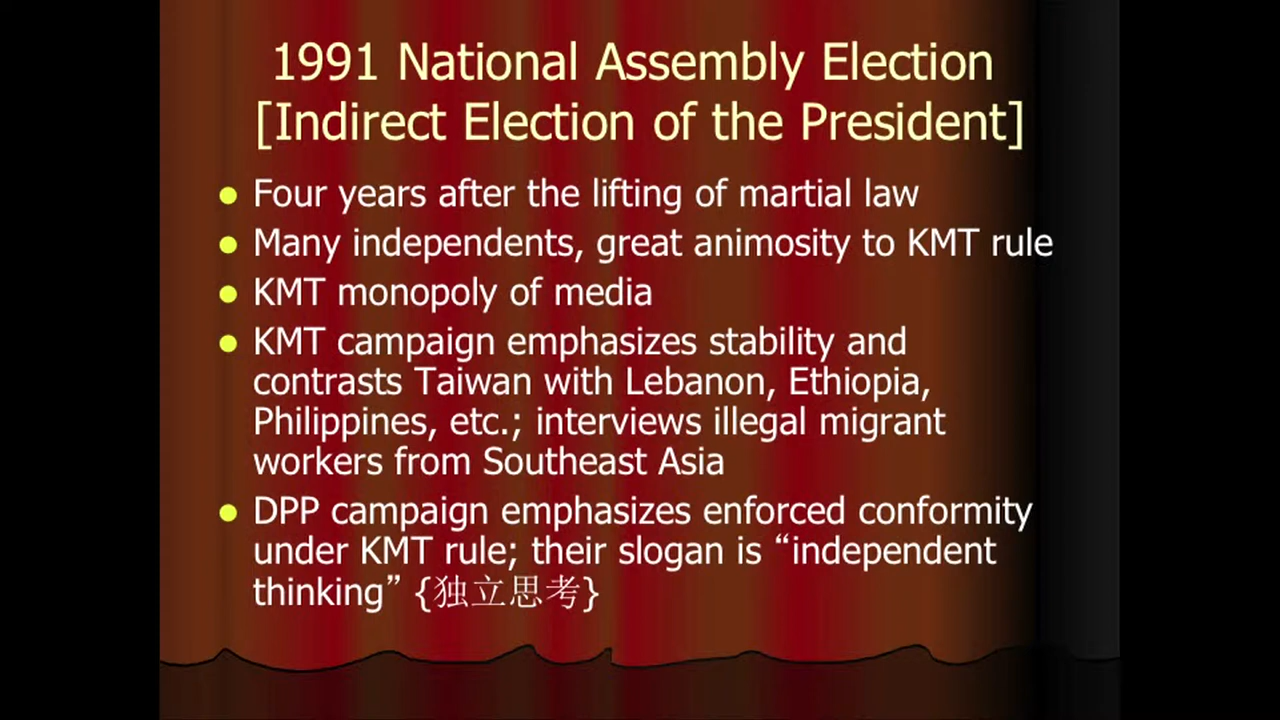 1991 National Assembly Election
[Indirect Election of the President]
Four years after the lifting of martial law
Many independents, great animosity to KMT rule
KMT monopoly of media
KMT campaign emphasizes stability and
contrasts Taiwan with Lebanon, Ethiopia,
Philippines, etc.; interviews illegal migrant
workers from Southeast Asia
DPP campaign emphasizes enforced conformity
under KMT rule; their slogan is “independent
thinking” {独立思考}